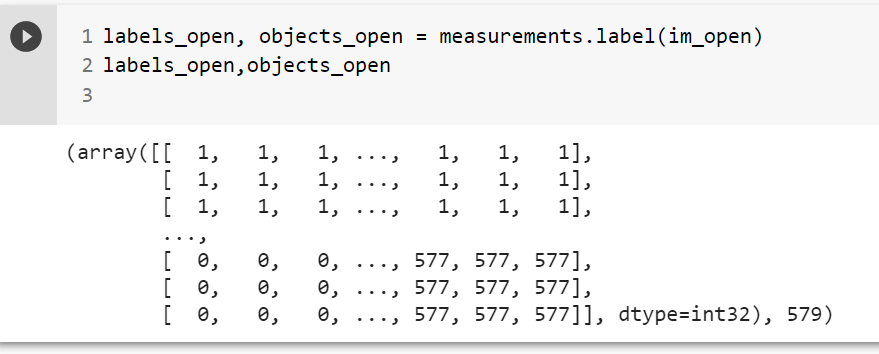 1 labels_open, objects_open = measurements.label(im_open)
2 labels_open,objects_open
3
(array([[  1,   1,   1, ...,   1,   1,   1],
       [  1,   1,   1, ...,   1,   1,   1],
       [  1,   1,   1, ...,   1,   1,   1],
       ...,
       [  0,   0,   0, ..., 577, 577, 577],
       [  0,   0,   0, ..., 577, 577, 577],
       [  0,   0,   0, ..., 577, 577, 577]], dtype=int32), 579)